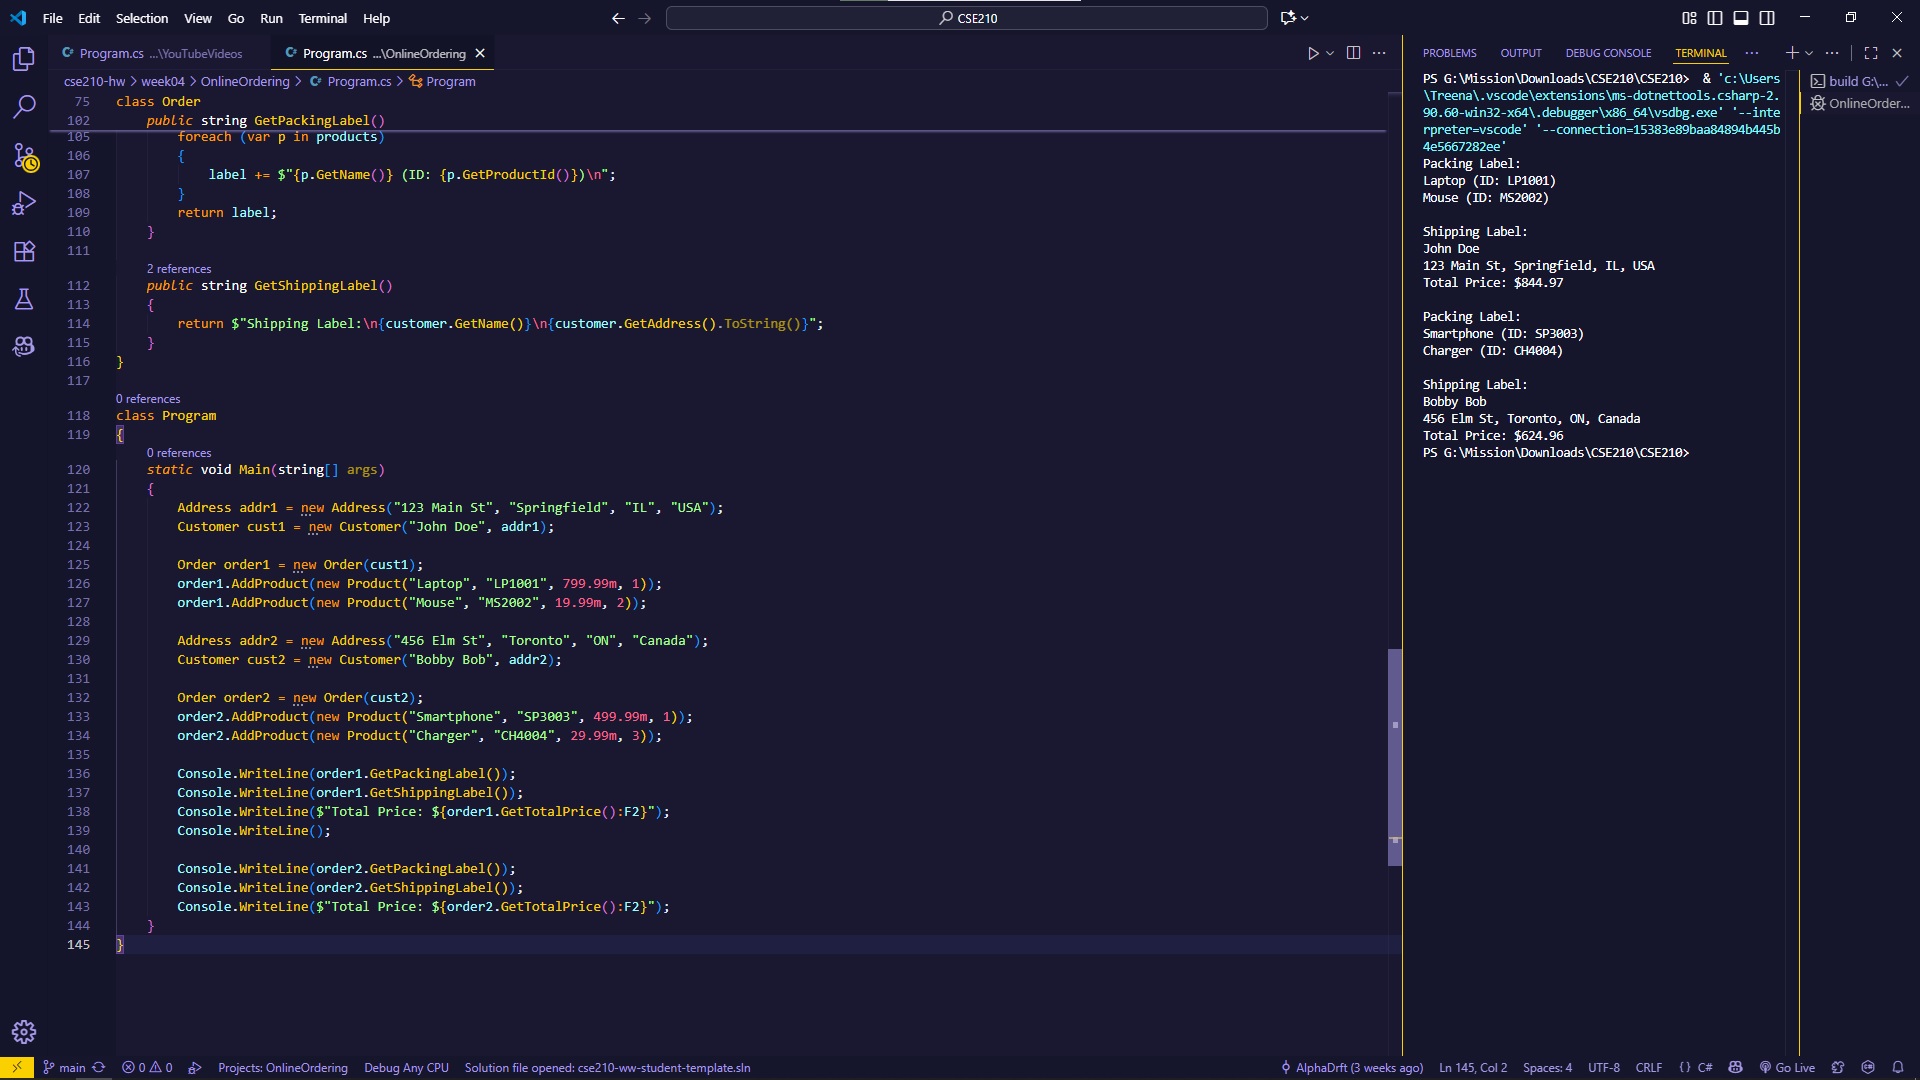 File Edit Selection View Go Run Terminal Help
CSE210
Program.cs ...\YouTubeVideos
Program.cs ...\OnlineOrdering
cse210-hw > week04 > OnlineOrdering > Program.cs > Program
75 class Order
102 public string GetPackingLabel()
105 foreach (var p in products)
106 {
107 label += $"{p.GetName()} (ID: {p.GetProductId()})\n";
108 }
109 return label;
110 }
111
2 references
112 public string GetShippingLabel()
113 {
114 return $"Shipping Label:\n{customer.GetName()}\n{customer.GetAddress().ToString()}";
115 }
116 }
117
0 references
118 class Program
119 {
0 references
120 static void Main(string[] args)
121 {
122 Address addr1 = new Address("123 Main St", "Springfield", "IL", "USA");
123 Customer cust1 = new Customer("John Doe", addr1);
124
125 Order order1 = new Order(cust1);
126 order1.AddProduct(new Product("Laptop", "LP1001", 799.99m, 1));
127 order1.AddProduct(new Product("Mouse", "MS2002", 19.99m, 2));
128
129 Address addr2 = new Address("456 Elm St", "Toronto", "ON", "Canada");
130 Customer cust2 = new Customer("Bobby Bob", addr2);
131
132 Order order2 = new Order(cust2);
133 order2.AddProduct(new Product("Smartphone", "SP3003", 499.99m, 1));
134 order2.AddProduct(new Product("Charger", "CH4004", 29.99m, 3));
135
136 Console.WriteLine(order1.GetPackingLabel());
137 Console.WriteLine(order1.GetShippingLabel());
138 Console.WriteLine($"Total Price: ${order1.GetTotalPrice():F2}");
139 Console.WriteLine();
140
141 Console.WriteLine(order2.GetPackingLabel());
142 Console.WriteLine(order2.GetShippingLabel());
143 Console.WriteLine($"Total Price: ${order2.GetTotalPrice():F2}");
144 }
145 }
PROBLEMS OUTPUT DEBUG CONSOLE TERMINAL
PS G:\Mission\Downloads\CSE210\CSE210> & 'c:\Users
\Treena\.vscode\extensions\ms-dotnettools.csharp-2.
90.60-win32-x64\.debugger\x86_64\vsdbg.exe' '--inte
rpreter=vscode' '--connection=15383e89baa84894b445b
4e5667282ee'
Packing Label:
Laptop (ID: LP1001)
Mouse (ID: MS2002)
Shipping Label:
John Doe
123 Main St, Springfield, IL, USA
Total Price: $844.97
Packing Label:
Smartphone (ID: SP3003)
Charger (ID: CH4004)
Shipping Label:
Bobby Bob
456 Elm St, Toronto, ON, Canada
Total Price: $624.96
PS G:\Mission\Downloads\CSE210\CSE210>
build G:\...
OnlineOrder...
main 0 0 Projects: OnlineOrdering Debug Any CPU Solution file opened: cse210-ww-student-template.sln
AlphaDrft (3 weeks ago) Ln 145, Col 2 Spaces: 4 UTF-8 CRLF {} C# Go Live